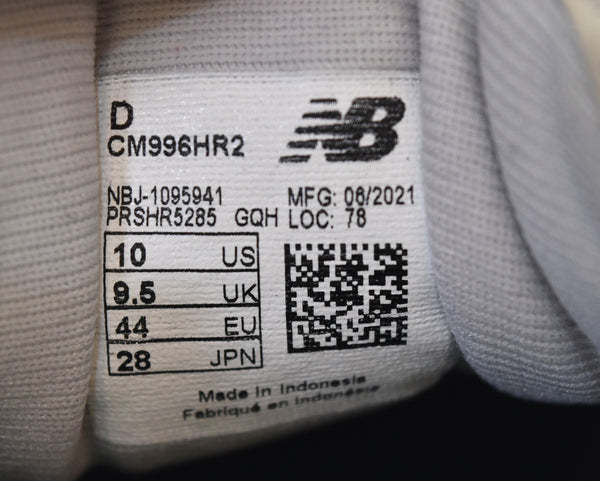 D
NB
CM996HR2
NBJ-1095941 MFG: 06/2021
PRSHR5285 GQH LOC: 78
10 US
9.5 UK
44 EU
28 JPN
Made in Indonesia
Fabriqué en Indonésie